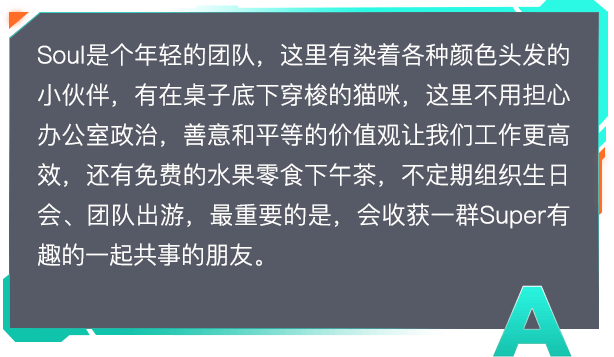 Soul是个年轻的团队，这里有染着各种颜色头发的
小伙伴，有在桌子底下穿梭的猫咪，这里不用担心
办公室政治，善意和平等的价值观让我们工作更高
效，还有免费的水果零食下午茶，不定期组织生日
会、团队出游，最重要的是，会收获一群Super有
趣的一起共事的朋友。
A